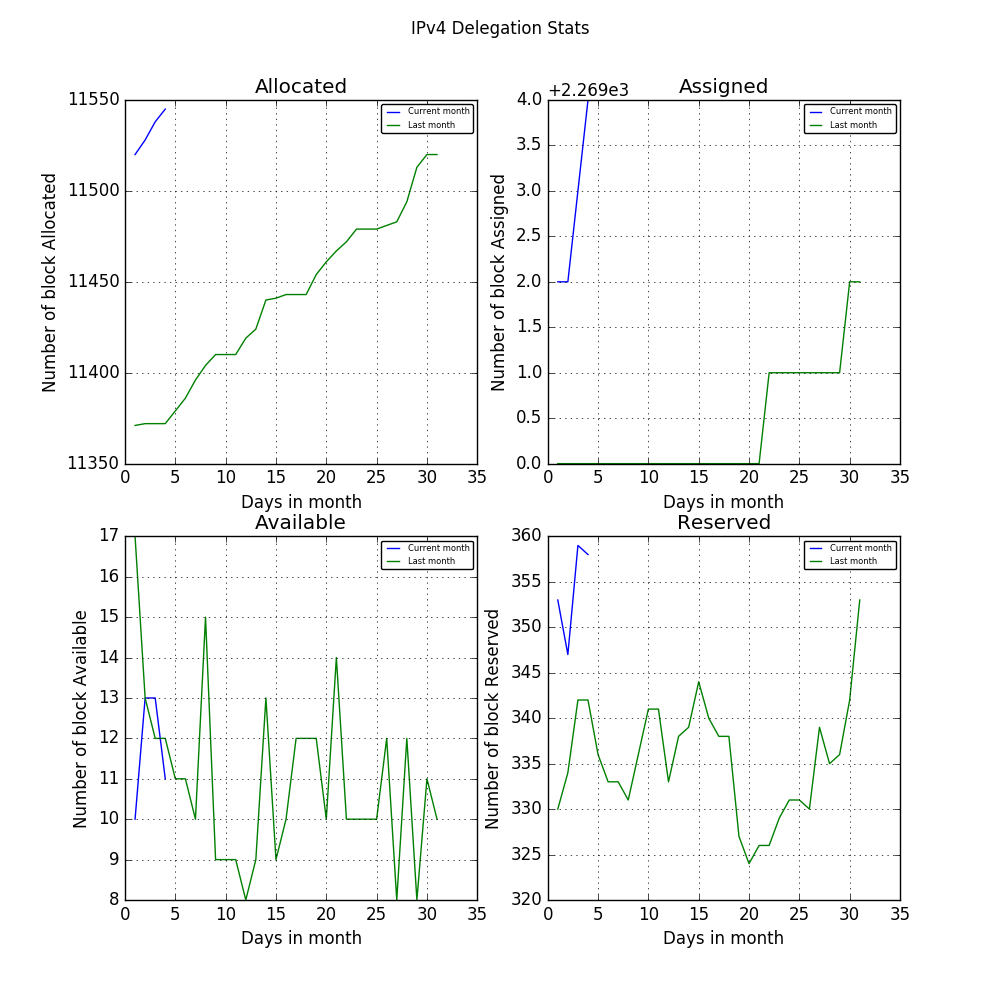 IPv4 Delegation Stats
Allocated
Number of block Allocated
11550
11500
11450
11400
11350
0 5 10 15 20 25 30 35
Days in month
Current month
Last month
+2.269e3
Assigned
Number of block Assigned
4.0
3.5
3.0
2.5
2.0
1.5
1.0
0.5
0.0
0 5 10 15 20 25 30 35
Days in month
Current month
Last month
Available
Number of block Available
17
16
15
14
13
12
11
10
9
8
0 5 10 15 20 25 30 35
Days in month
Current month
Last month
Reserved
Number of block Reserved
360
355
350
345
340
335
330
325
320
0 5 10 15 20 25 30 35
Days in month
Current month
Last month